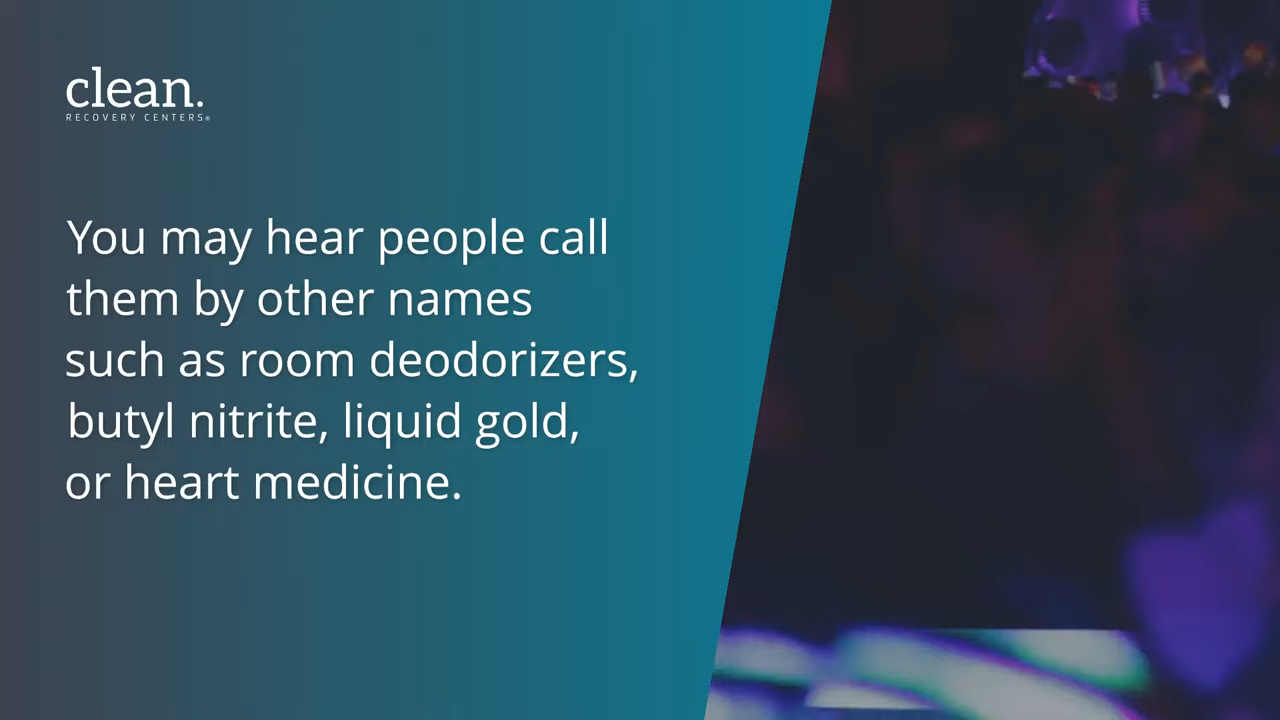 clean.
RECOVERY CENTERS®
You may hear people call
them by other names
such as room deodorizers,
butyl nitrite, liquid gold,
or heart medicine.